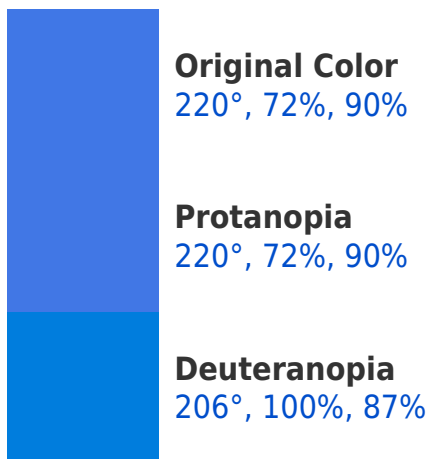 Original Color
220°, 72%, 90%
Protanopia
220°, 72%, 90%
Deuteranopia
206°, 100%, 87%